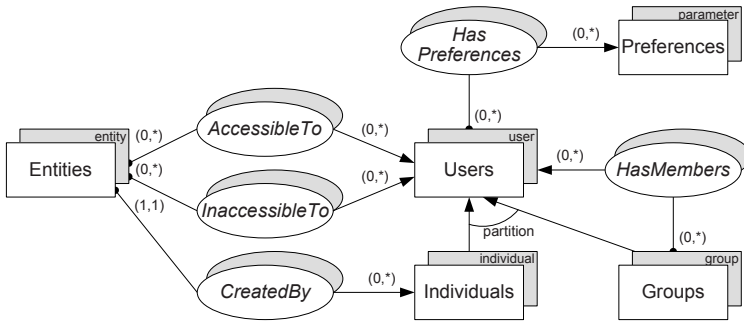 parameter
Has
Preferences
(0,*)
Preferences
entity
(0,*)
AccessibleTo
(0,*)
(0,*)
user
Entities
(0,*)
Users
(0,*)
HasMembers
InaccessibleTo
(0,*)
(1,1)
partition
(0,*)
individual
group
CreatedBy
(0,*)
Individuals
Groups